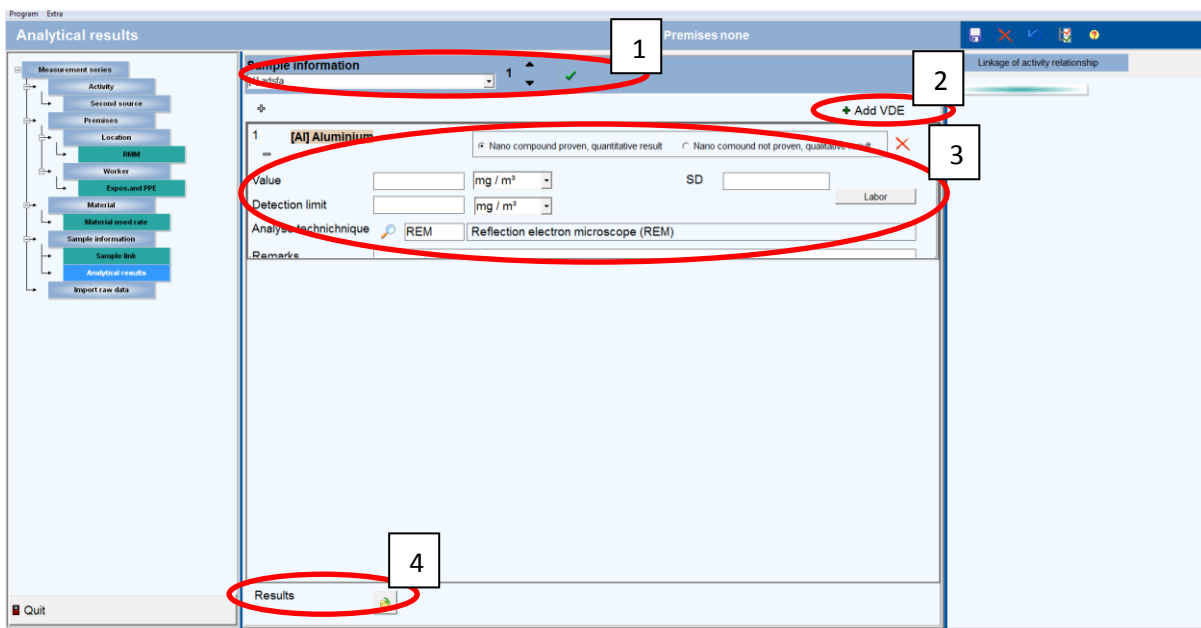 Program Extra
Analytical results
Premises none
Measurement series
Activity
Second source
Premises
Location
RMM
Worker
Expos.and PPE
Material
Material used rate
Sample information
Sample link
Analytical results
Import raw data
Quit
Sample information
adsfa
1
1
2
Add VDE
1 [Al] Aluminium
Nano compound proven, quantitative result
Nano comound not proven, qualitative result
3
Value mg / m³ SD
Labor
Detection limit mg / m³
Analyse technichnique REM Reflection electron microscope (REM)
Remarks
4
Results
Linkage of activity relationship